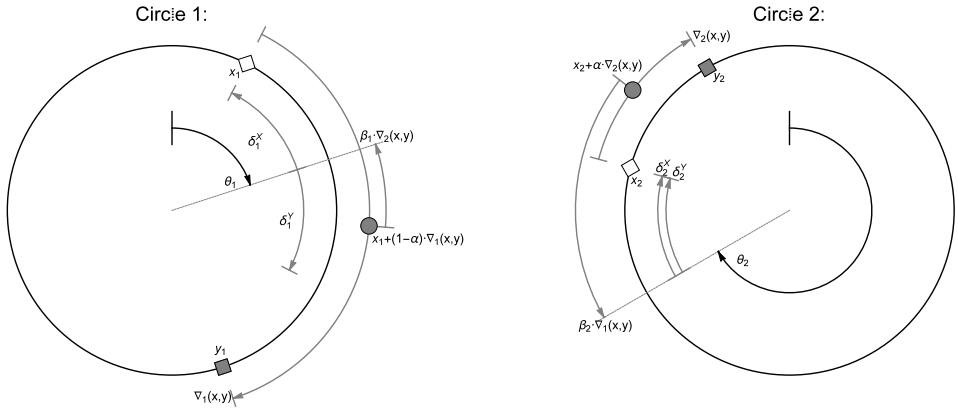 Circle 1:
x₁
δ₁ˣ
θ₁
β₁·∇₂(x,y)
δ₁ʸ
x₁+(1−α)·∇₁(x,y)
y₁
∇₁(x,y)
Circle 2:
∇₂(x,y)
x₂+α·∇₂(x,y)
y₂
x₂
δ₂ˣ δ₂ʸ
θ₂
β₂·∇₁(x,y)